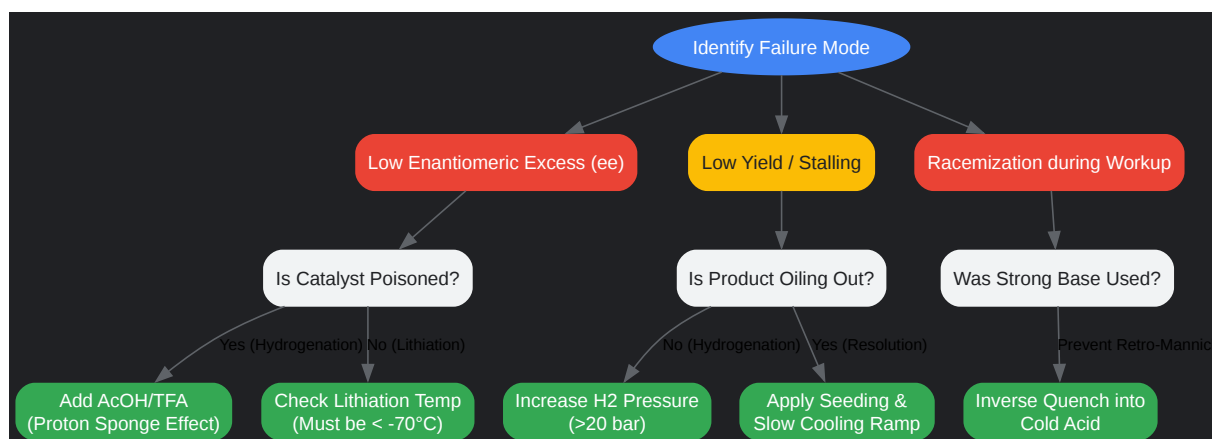 Identify Failure Mode
Low Enantiomeric Excess (ee)
Low Yield / Stalling
Racemization during Workup
Is Catalyst Poisoned?
Is Product Oiling Out?
Was Strong Base Used?
Yes (Hydrogenation)
No (Lithiation)
No (Hydrogenation)
Yes (Resolution)
Prevent Retro-Mannic
Add AcOH/TFA
(Proton Sponge Effect)
Check Lithiation Temp
(Must be < -70°C)
Increase H2 Pressure
(>20 bar)
Apply Seeding &
Slow Cooling Ramp
Inverse Quench into
Cold Acid